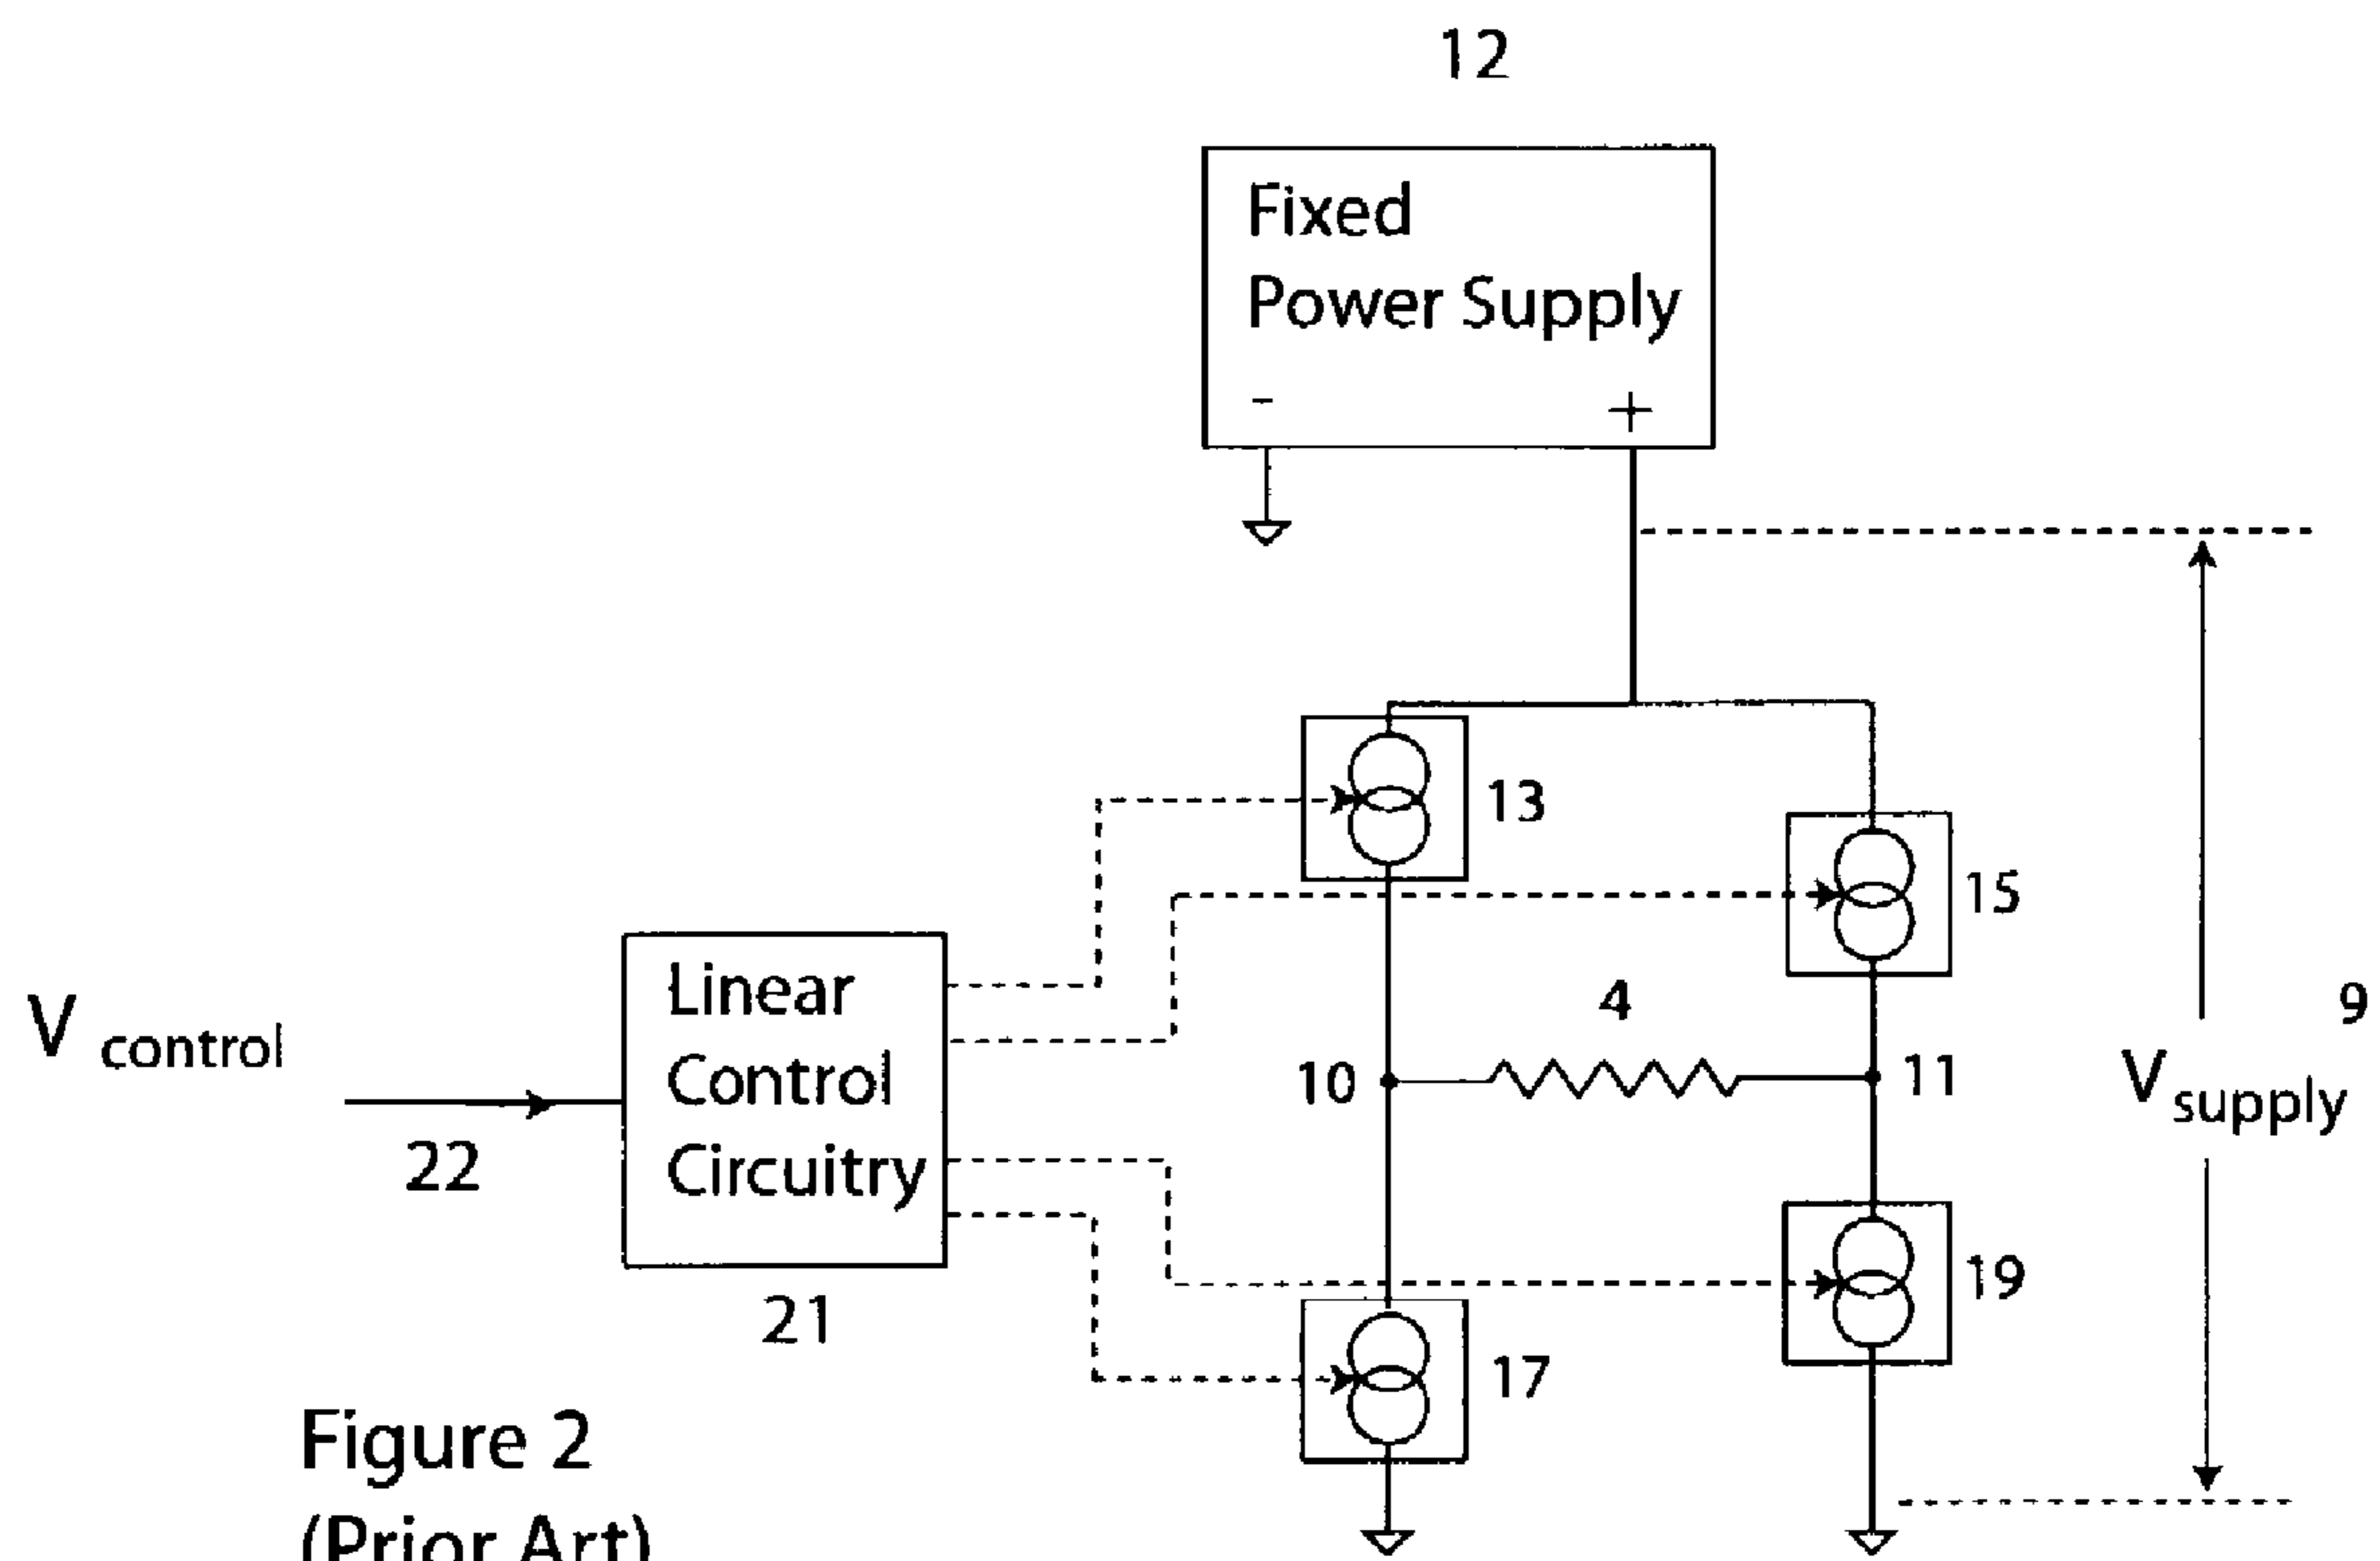 12
Fixed
Power Supply
- +
13
15
Linear
Control
Circuitry
V control
22
21
4
10
11
9
V supply
19
17
Figure 2
(Prior Art)